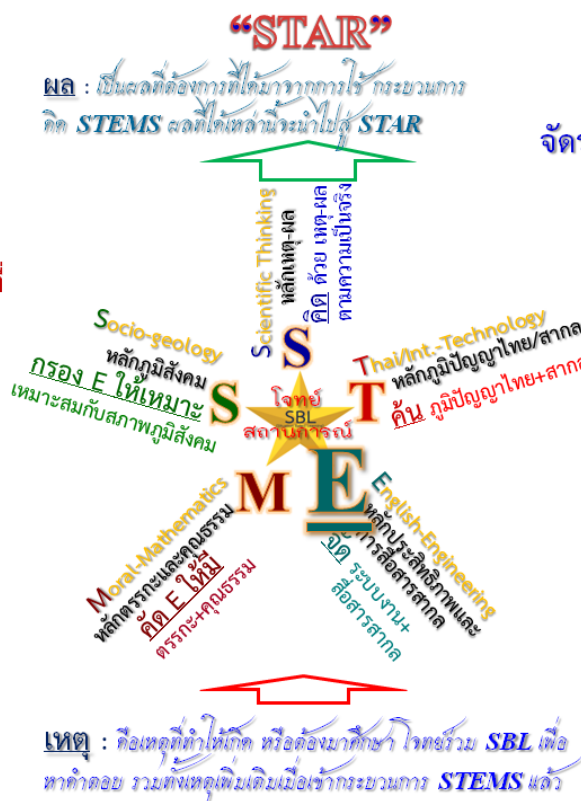 “STAR”
ผล : เป็นผลที่ต้องการที่ได้มาจากการใช้ กระบวนการ
คิด STEMS ผลที่ได้เหล่านี้จะนำไปสู่ STAR
Scientific Thinking
หลักเหตุ-ผล
คิด ด้วย เหตุ-ผล
ตามความเป็นจริง
Socio-geology
หลักภูมิสังคม
กรอง E ให้เหมาะ
เหมาะสมกับสภาพภูมิสังคม
Thai/Int.-Technology
หลักภูมิปัญญาไทย/สากล
ค้น ภูมิปัญญาไทย+สากล
S
S
T
โจทย์
SBL
สถานการณ์
M
E
Moral-Mathematics
หลักตรรกะและคุณธรรม
คัด E ให้มี
ตรรกะ+คุณธรรม
English-Engineering
หลักประสิทธิภาพและ
การสื่อสารสากล
จัด ระบบงาน+
สื่อสารสากล
เหตุ : คือเหตุที่ทำให้เกิด หรือต้องมาศึกษา โจทย์รวม SBL เพื่อ
หาคำตอบ รวมทั้งเหตุเพิ่มเติมเมื่อเข้ากระบวนการ STEMS แล้ว